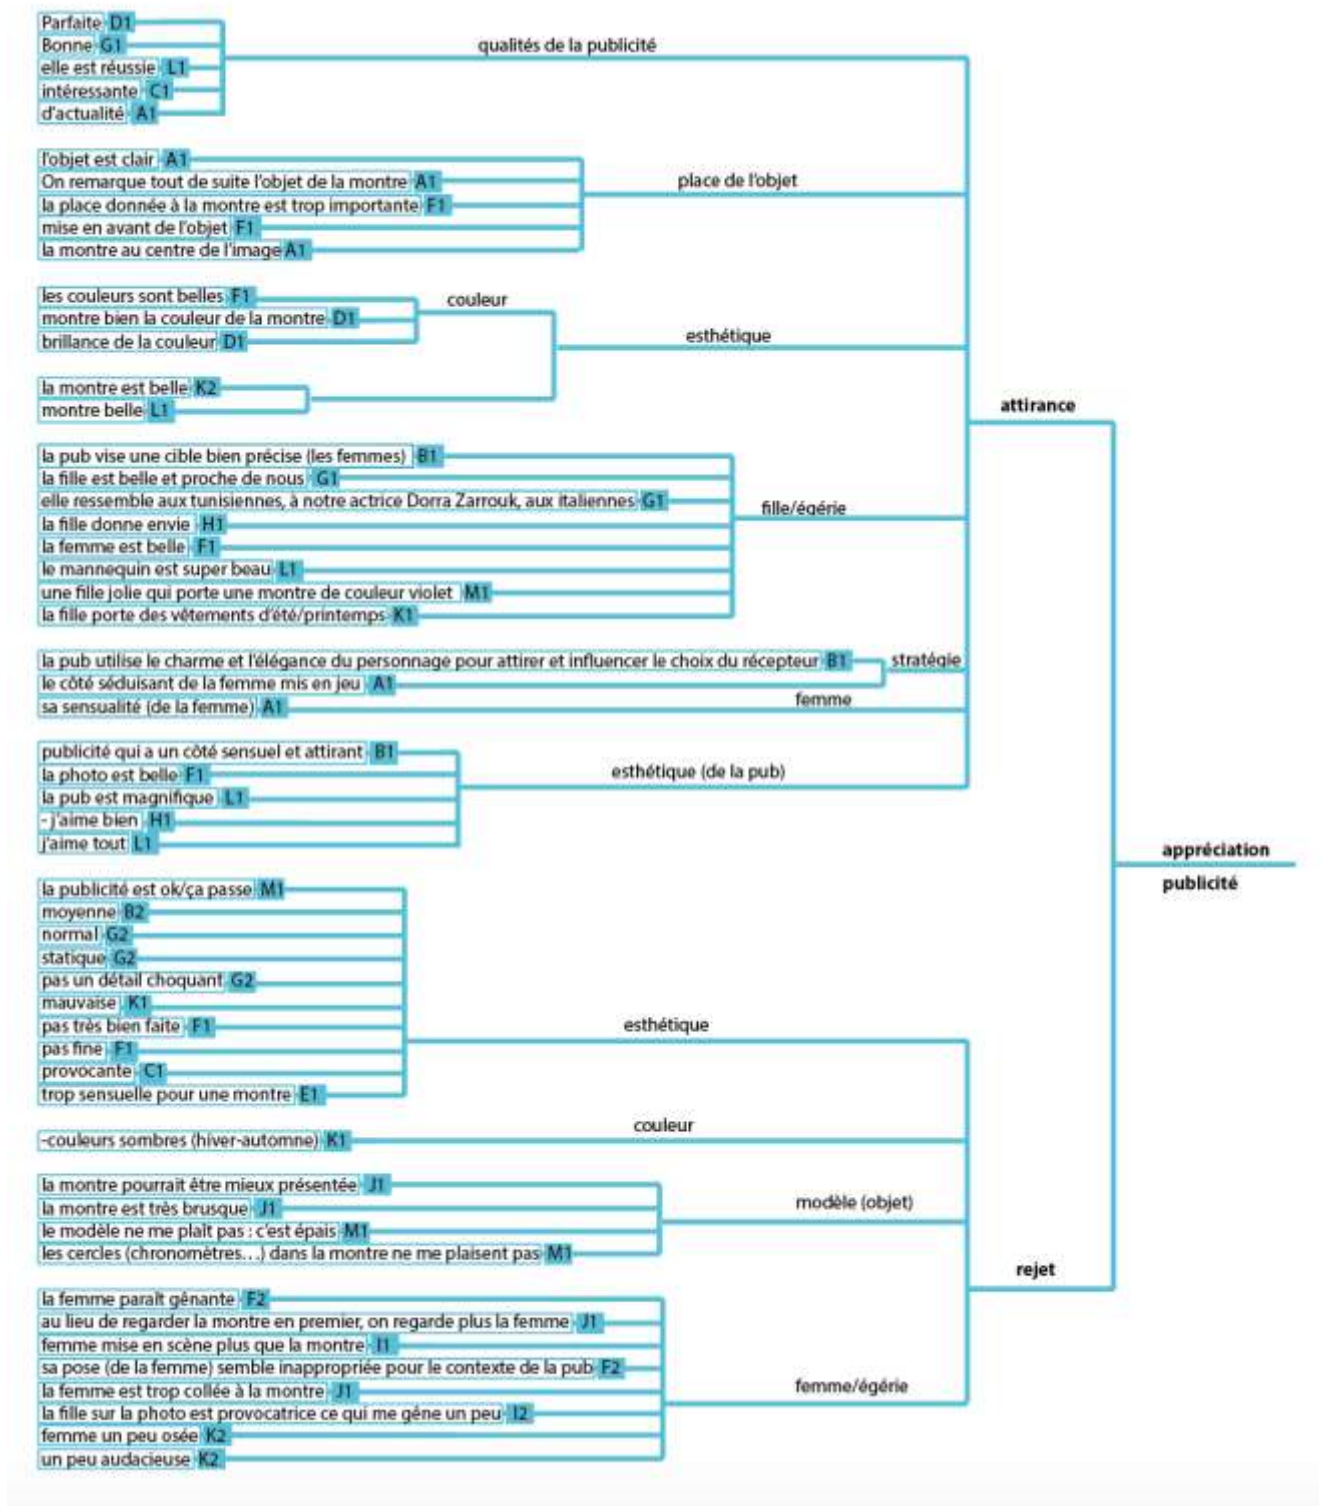 Parfaite D1
Bonne G1
qualités de la publicité
elle est réussie L1
intéressante C1
d'actualité A1
l'objet est clair A1
On remarque tout de suite l'objet de la montre A1
place de l'objet
la place donnée à la montre est trop importante F1
mise en avant de l'objet F1
la montre au centre de l'image A1
les couleurs sont belles F1
couleur
montre bien la couleur de la montre D1
brillance de la couleur D1
esthétique
la montre est belle K2
montre belle L1
attirance
la pub vise une cible bien précise (les femmes) B1
la fille est belle et proche de nous G1
elle ressemble aux tunisiennes, à notre actrice Dorra Zarrouk, aux italiennes G1
fille/égérie
la fille donne envie H1
la femme est belle F1
le mannequin est super beau L1
une fille jolie qui porte une montre de couleur violet M1
la fille porte des vêtements d'été/printemps K1
la pub utilise le charme et l'élégance du personnage pour attirer et influencer le choix du récepteur B1
stratégie
le côté séduisant de la femme mis en jeu A1
sa sensualité (de la femme) A1
femme
publicité qui a un côté sensuel et attirant B1
la photo est belle F1
esthétique (de la pub)
la pub est magnifique L1
- j'aime bien H1
j'aime tout L1
appréciation
publicité
la publicité est ok/ça passe M1
moyenne B2
normal G2
statique G2
pas un détail choquant G2
mauvaise K1
pas très bien faite F1
esthétique
pas fine F1
provocante C1
trop sensuelle pour une montre E1
couleur
-couleurs sombres (hiver-automne) K1
la montre pourrait être mieux présentée J1
la montre est très brusque J1
modèle (objet)
le modèle ne me plaît pas : c'est épais M1
les cercles (chronomètres…) dans la montre ne me plaisent pas M1
rejet
la femme paraît gênante F2
au lieu de regarder la montre en premier, on regarde plus la femme J1
femme mise en scène plus que la montre I1
sa pose (de la femme) semble inappropriée pour le contexte de la pub F2
la femme est trop collée à la montre J1
femme/égérie
la fille sur la photo est provocatrice ce qui me gêne un peu I2
femme un peu osée K2
un peu audacieuse K2